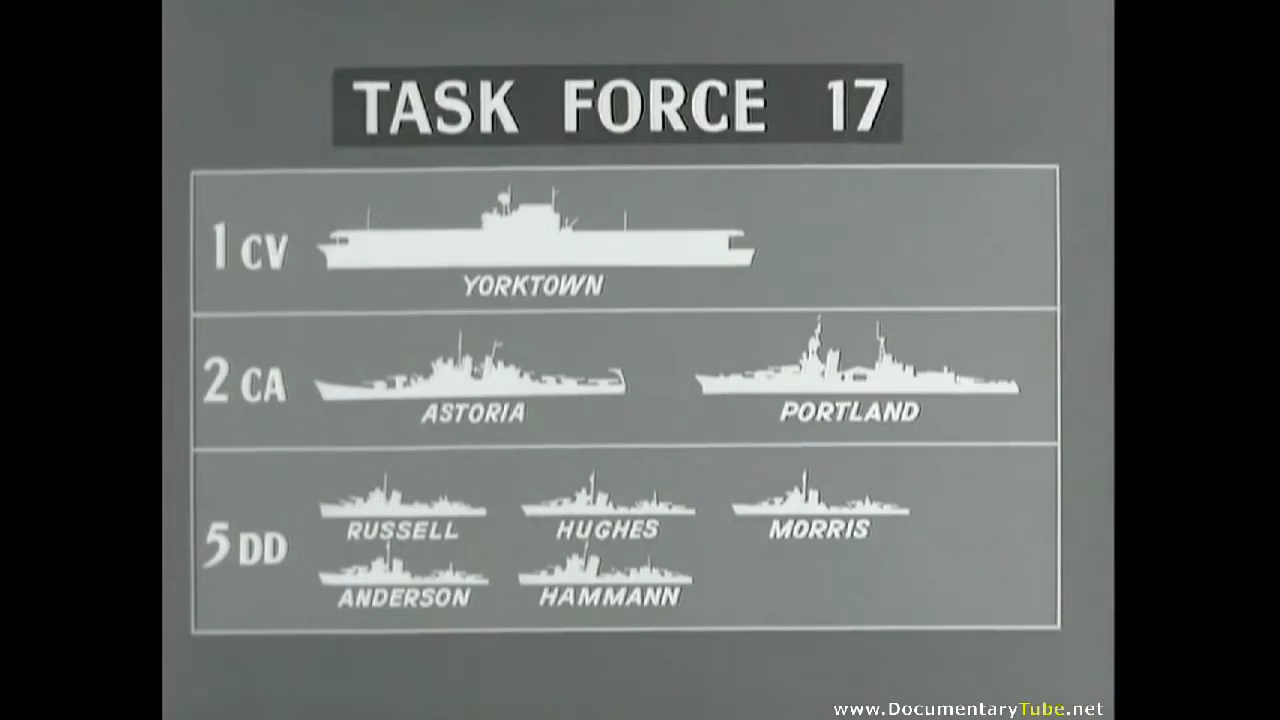 TASK FORCE 17
1 CV
YORKTOWN
2 CA
ASTORIA PORTLAND
5 DD
RUSSELL HUGHES MORRIS
ANDERSON HAMMANN
www.DocumentaryTube.net